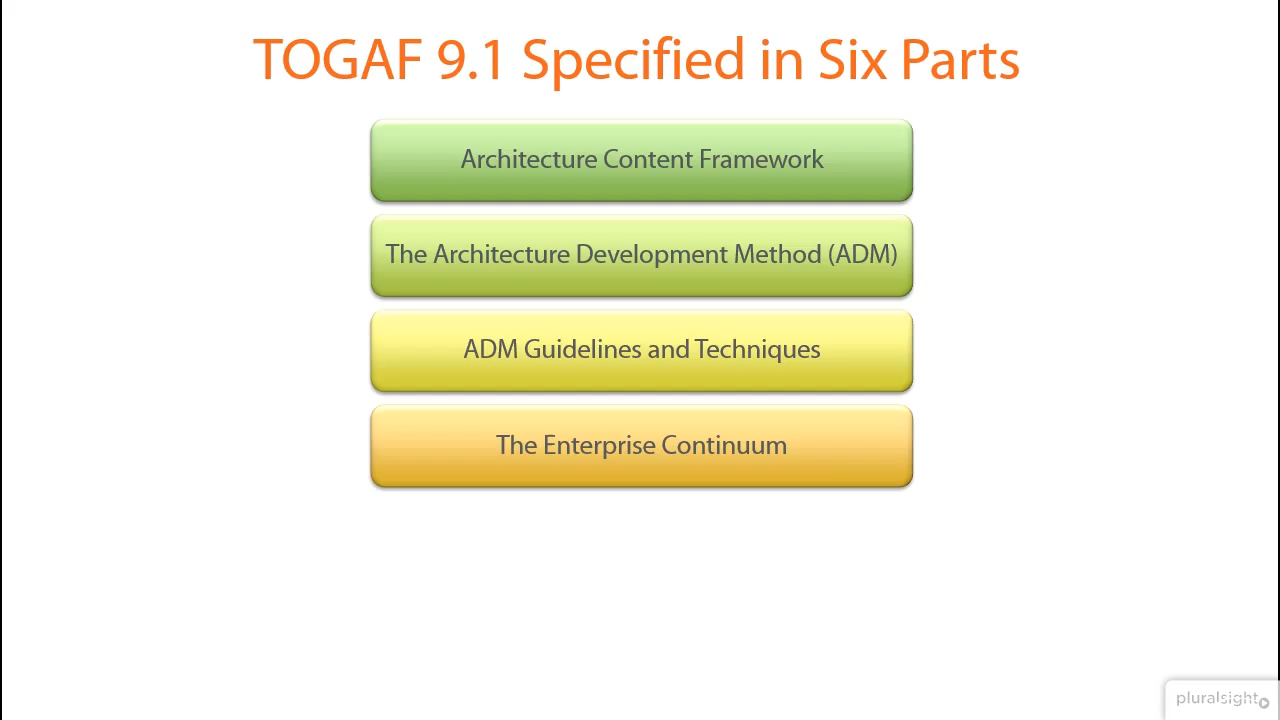 TOGAF 9.1 Specified in Six Parts
Architecture Content Framework
The Architecture Development Method (ADM)
ADM Guidelines and Techniques
The Enterprise Continuum
pluralsight